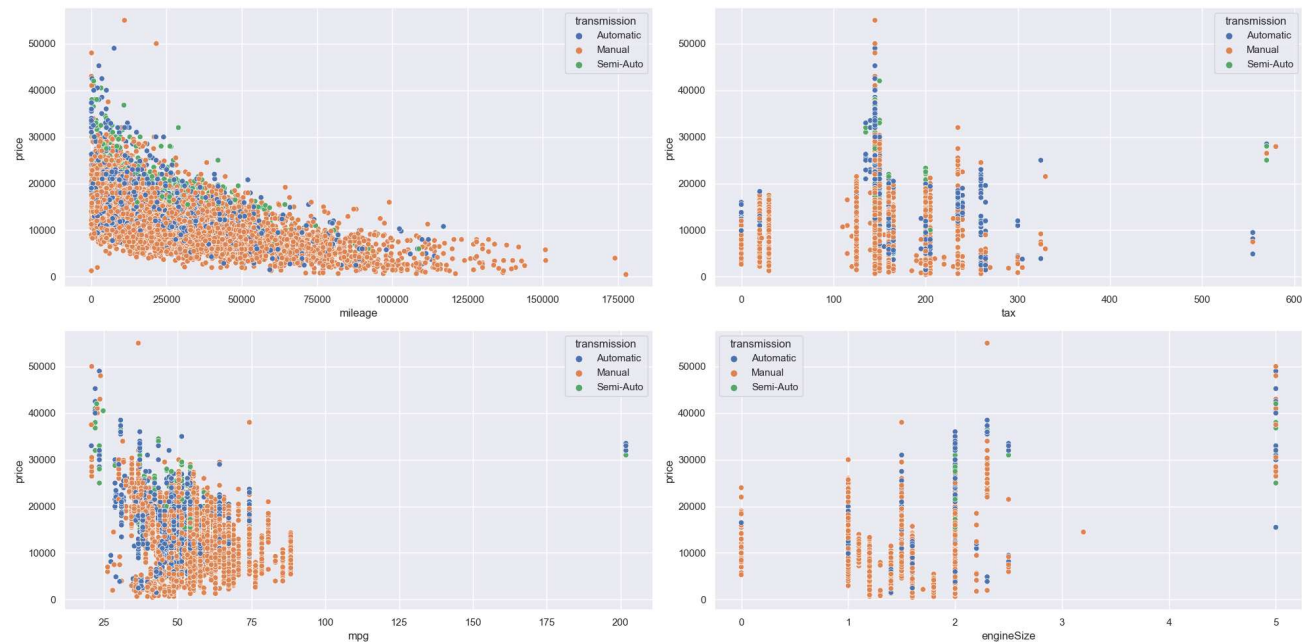 transmission
Automatic
Manual
Semi-Auto
50000
40000
30000
20000
10000
0
price
0 25000 50000 75000 100000 125000 150000 175000
mileage
transmission
Automatic
Manual
Semi-Auto
50000
40000
30000
20000
10000
0
price
0 100 200 300 400 500 600
tax
transmission
Automatic
Manual
Semi-Auto
50000
40000
30000
20000
10000
0
price
25 50 75 100 125 150 175 200
mpg
transmission
Automatic
Manual
Semi-Auto
50000
40000
30000
20000
10000
0
price
0 1 2 3 4 5
engineSize